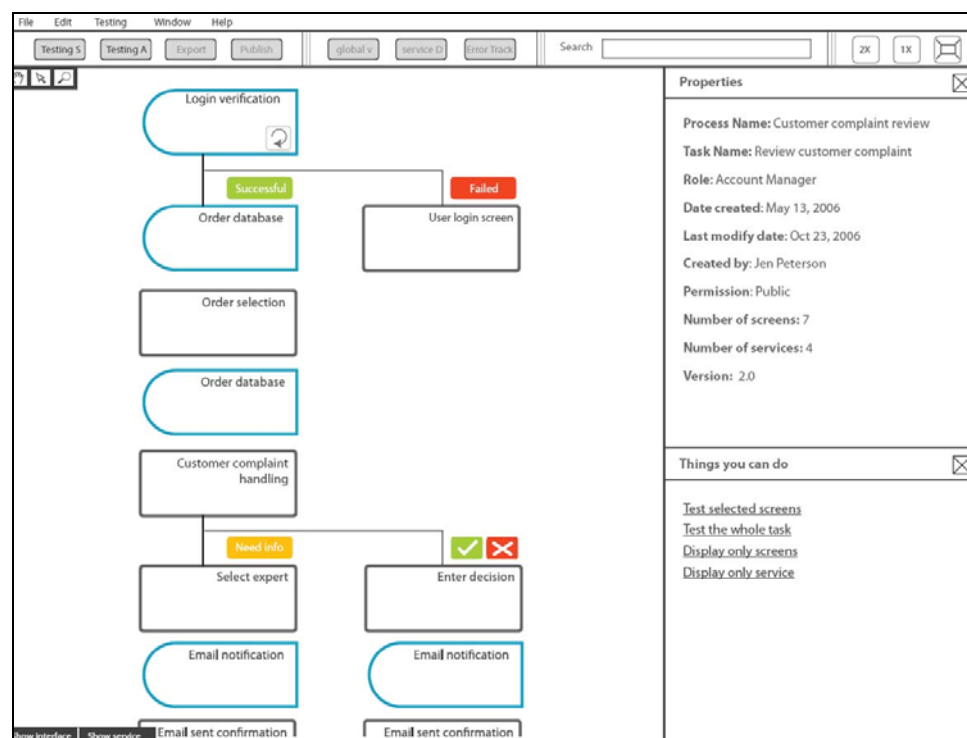 File Edit Testing Window Help
Testing S Testing A Export Publish global v service D Error Track Search 2X 1X
Login verification
Successful Failed
Order database User login screen
Order selection
Order database
Customer complaint
handling
Need info
Select expert Enter decision
Email notification Email notification
Email sent confirmation Email sent confirmation
Show interface Show service
Properties
Process Name: Customer complaint review
Task Name: Review customer complaint
Role: Account Manager
Date created: May 13, 2006
Last modify date: Oct 23, 2006
Created by: Jen Peterson
Permission: Public
Number of screens: 7
Number of services: 4
Version: 2.0
Things you can do
Test selected screens
Test the whole task
Display only screens
Display only service